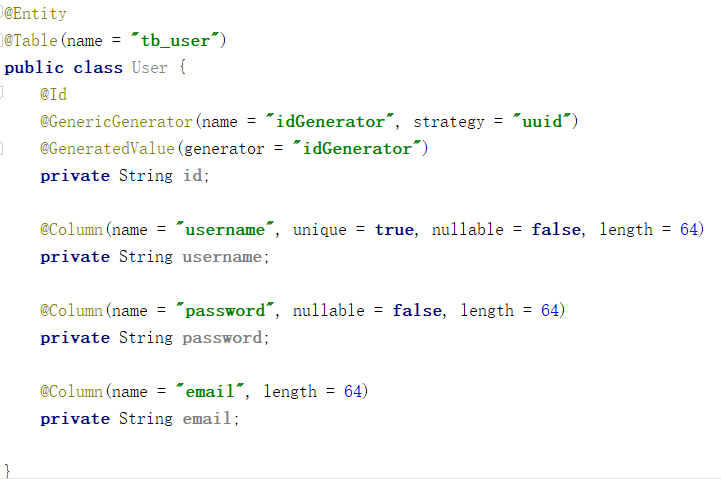 @Entity
@Table(name = "tb_user")
public class User {
    @Id
    @GenericGenerator(name = "idGenerator", strategy = "uuid")
    @GeneratedValue(generator = "idGenerator")
    private String id;

    @Column(name = "username", unique = true, nullable = false, length = 64)
    private String username;

    @Column(name = "password", nullable = false, length = 64)
    private String password;

    @Column(name = "email", length = 64)
    private String email;

}